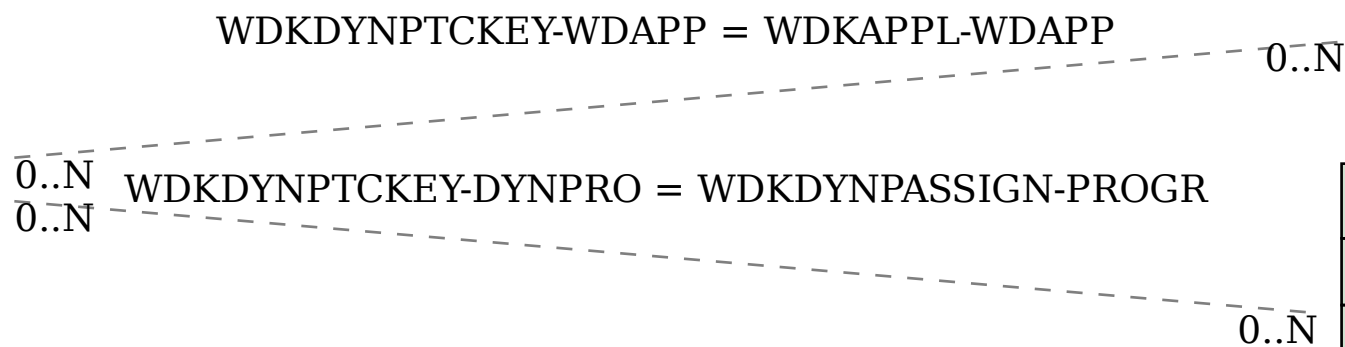 WDKDYNPTCKEY-WDAPP = WDKAPPL-WDAPP
0..N
0..N
WDKDYNPTCKEY-DYNPRO = WDKDYNPASSIGN-PROGR
0..N
0..N